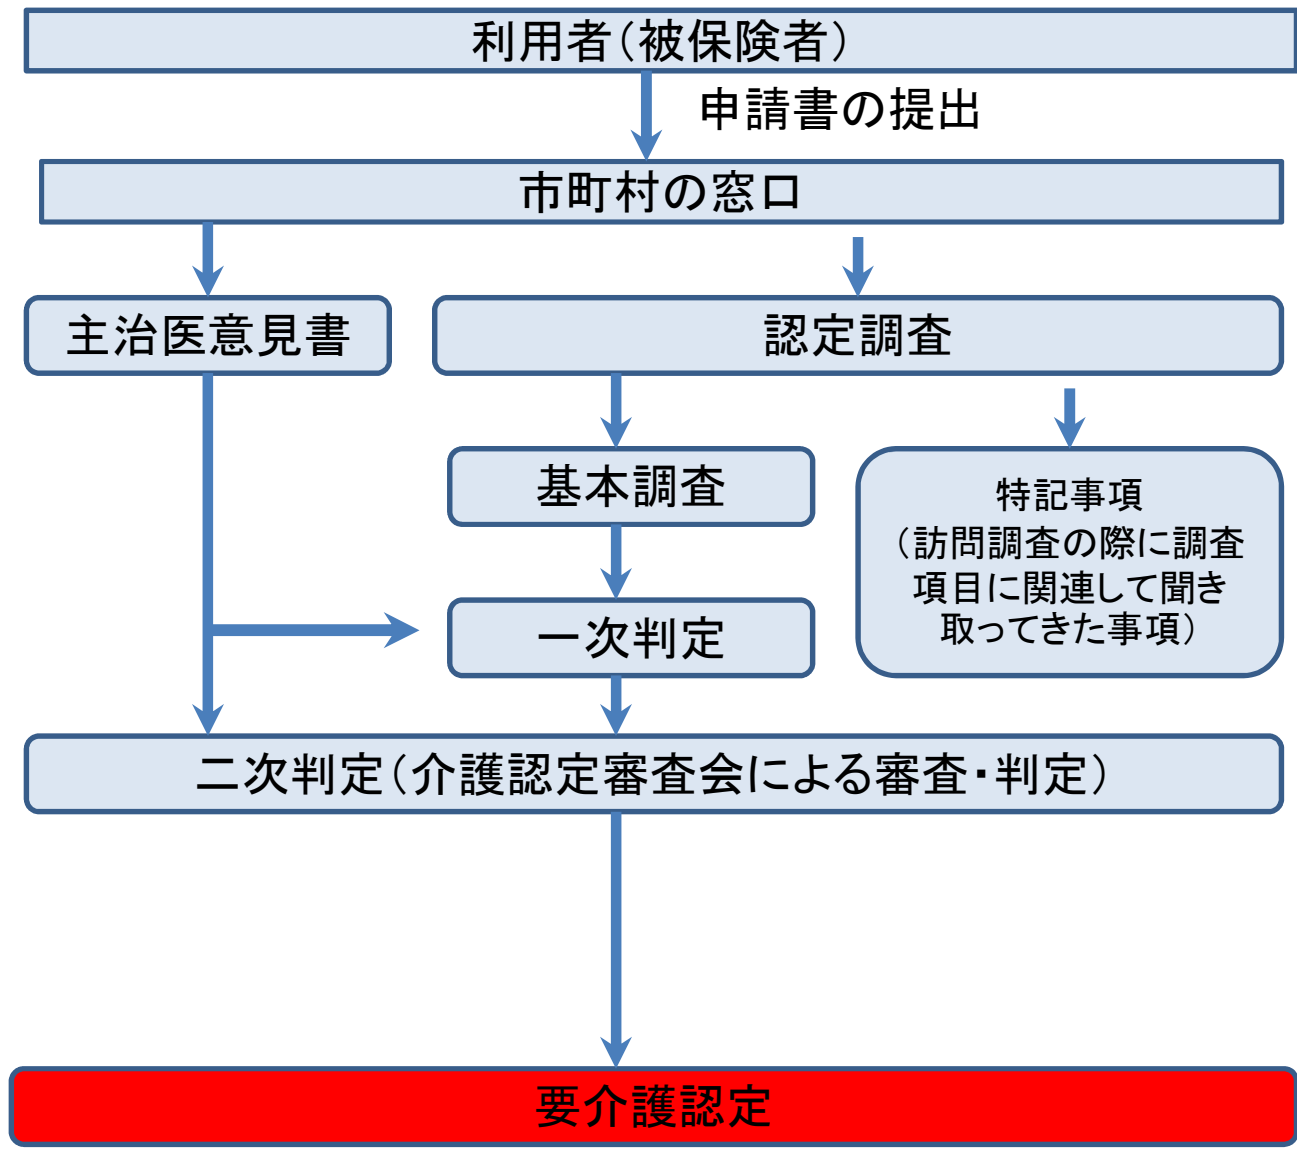 利用者（被保険者）
申請書の提出
市町村の窓口
主治医意見書
認定調査
基本調査
特記事項
（訪問調査の際に調査
項目に関連して聞き
取ってきた事項）
一次判定
二次判定（介護認定審査会による審査・判定）
要介護認定